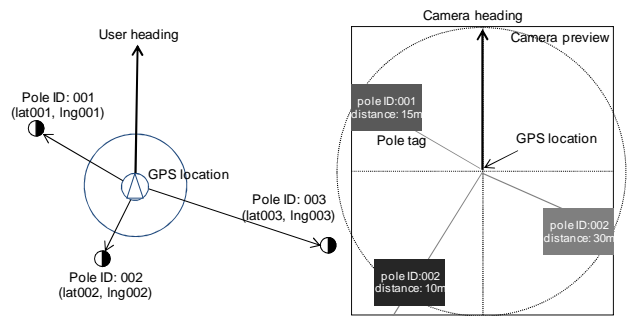 User heading
Pole ID: 001
(lat001, lng001)
GPS location
Pole ID: 003
(lat003, lng003)
Pole ID: 002
(lat002, lng002)
Camera heading
Camera preview
pole ID:001
distance: 15m
Pole tag
GPS location
pole ID:002
distance: 30m
pole ID:002
distance: 10m